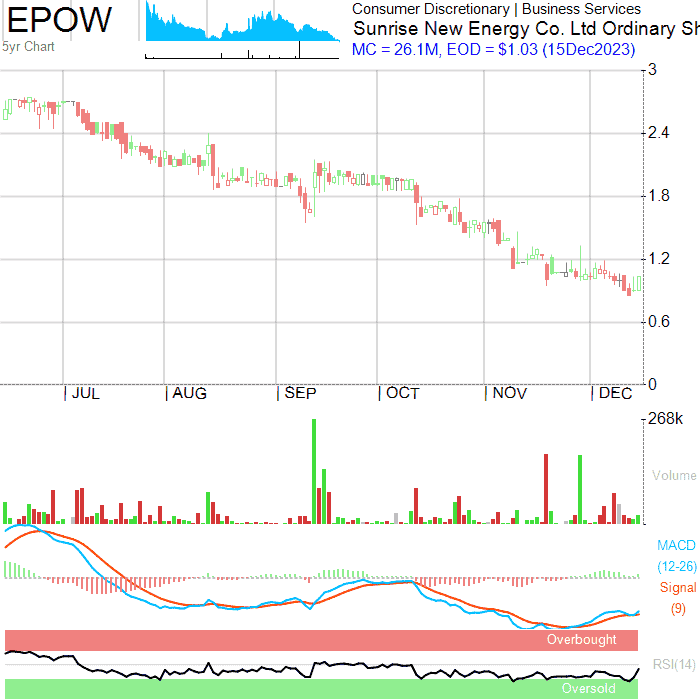 EPOW
5yr Chart
Consumer Discretionary | Business Services
Sunrise New Energy Co. Ltd Ordinary Sh
MC = 26.1M, EOD = $1.03 (15Dec2023)
3
2.4
1.8
1.2
0.6
0
JUL AUG SEP OCT NOV DEC
268k
Volume
MACD
(12-26)
Signal
(9)
Overbought
RSI(14)
Oversold